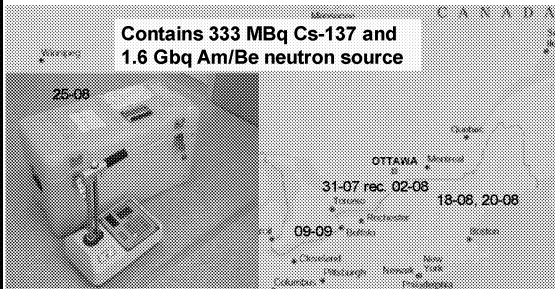 Moosonee
C A N A D A
Contains 333 MBq Cs-137 and
1.6 Gbq Am/Be neutron source
Winnipeg
25-08
Quebec
OTTAWA Montreal
31-07 rec. 02-08
Toronto
18-08, 20-08
Rochester
09-09 Buffalo
Boston
Cleveland
New
Pittsburgh Newark York
Columbus
Philadelphia